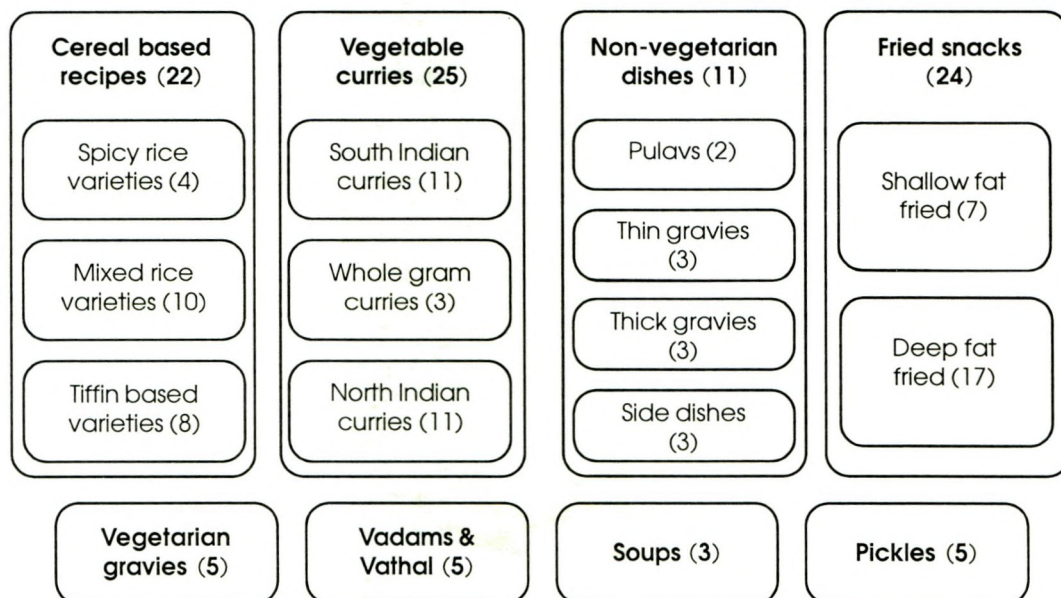 Cereal based
recipes (22)
Spicy rice
varieties (4)
Mixed rice
varieties (10)
Tiffin based
varieties (8)
Vegetable
curries (25)
South Indian
curries (11)
Whole gram
curries (3)
North Indian
curries (11)
Non-vegetarian
dishes (11)
Pulavs (2)
Thin gravies
(3)
Thick gravies
(3)
Side dishes
(3)
Fried snacks
(24)
Shallow fat
fried (7)
Deep fat
fried (17)
Vegetarian
gravies (5)
Vadams &
Vathal (5)
Soups (3)
Pickles (5)